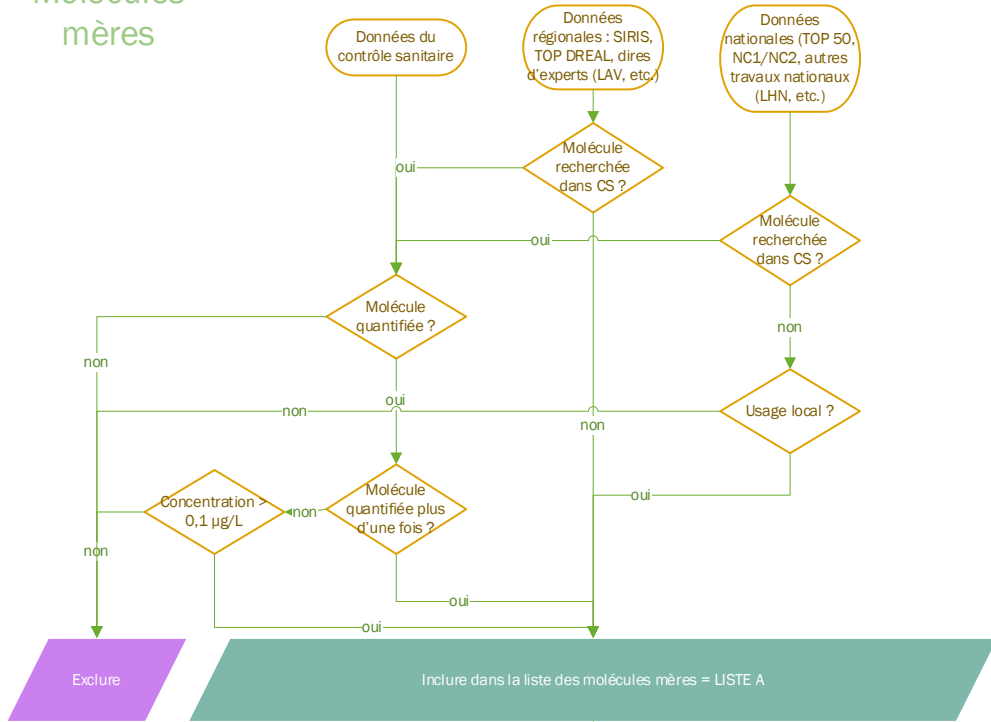 Molécules
mères
Données du
contrôle sanitaire
Données
régionales : SIRIS,
TOP DREAL, dires
d'experts (LAV, etc.)
Données
nationales (TOP 50,
NC1/NC2, autres
travaux nationaux
(LHN, etc.)
Molécule
recherchée
dans CS ?
oui
Molécule
recherchée
dans CS ?
oui
Molécule
quantifiée ?
non
non
oui
Usage local ?
non
non
oui
Molécule
quantifiée plus
d'une fois ?
non
Concentration >
0,1 µg/L
non
oui
oui
Exclure
Inclure dans la liste des molécules mères = LISTE A